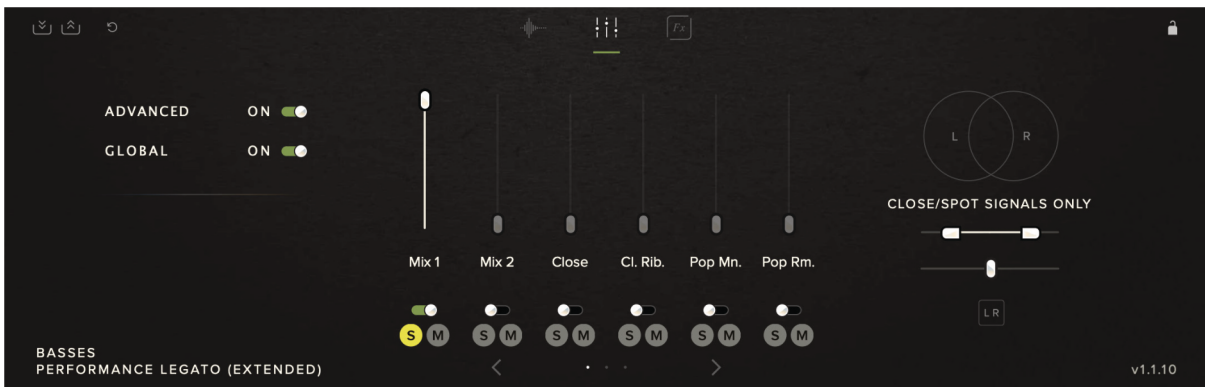 Fx
ADVANCED ON
GLOBAL ON
L R
CLOSE/SPOT SIGNALS ONLY
Mix 1 Mix 2 Close Cl. Rib. Pop Mn. Pop Rm.
S M S M S M S M S M S M
LR
BASSES
PERFORMANCE LEGATO (EXTENDED)
v1.1.10